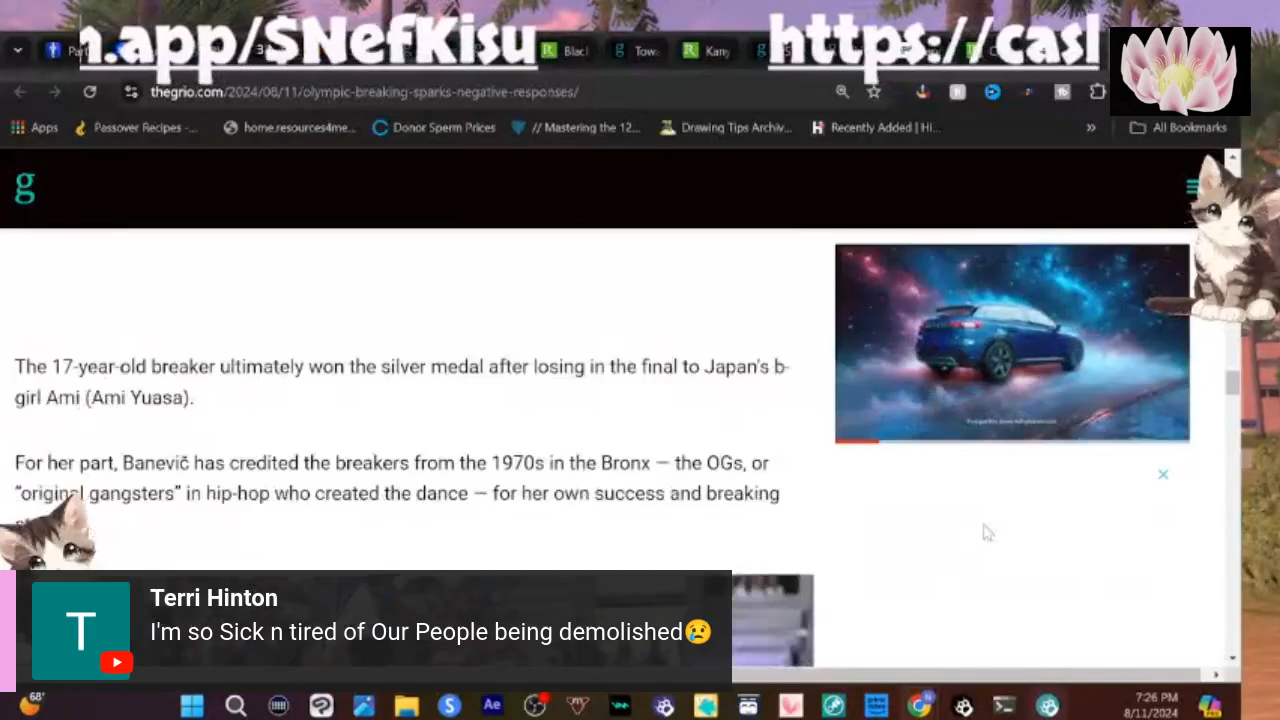 n.app/$NefKisu
https://casl
Blacl
Tow
Kany
thegrio.com/2024/08/11/olympic-breaking-sparks-negative-responses/
Apps
Passover Recipes -...
home.resources4me...
Donor Sperm Prices
// Mastering the 12...
Drawing Tips Archiv...
Recently Added | Hi...
»
All Bookmarks
g
The 17-year-old breaker ultimately won the silver medal after losing in the final to Japan's b-
girl Ami (Ami Yuasa).
For her part, Banevič has credited the breakers from the 1970s in the Bronx — the OGs, or
"original gangsters" in hip-hop who created the dance — for her own success and breaking
T
Terri Hinton
I'm so Sick n tired of Our People being demolished😢
68°
7:26 PM
8/11/2024